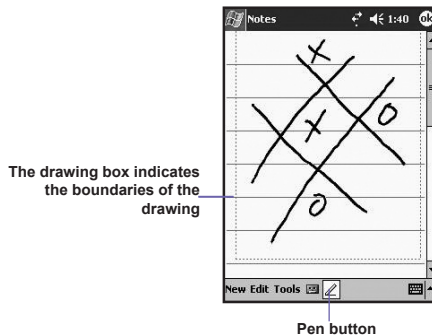 Notes 1:40 ok
X
X O
O
The drawing box indicates
the boundaries of the
drawing
New Edit Tools
Pen button